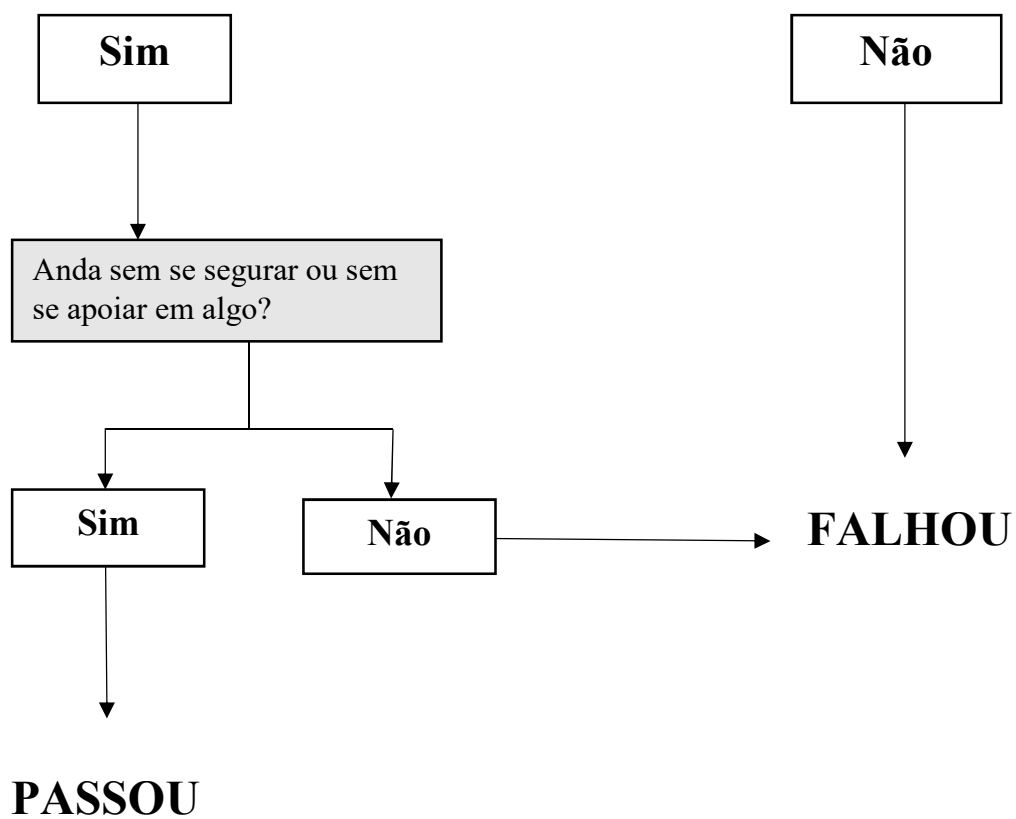 Sim
Não
Anda sem se segurar ou sem
se apoiar em algo?
Sim
Não
FALHOU
PASSOU